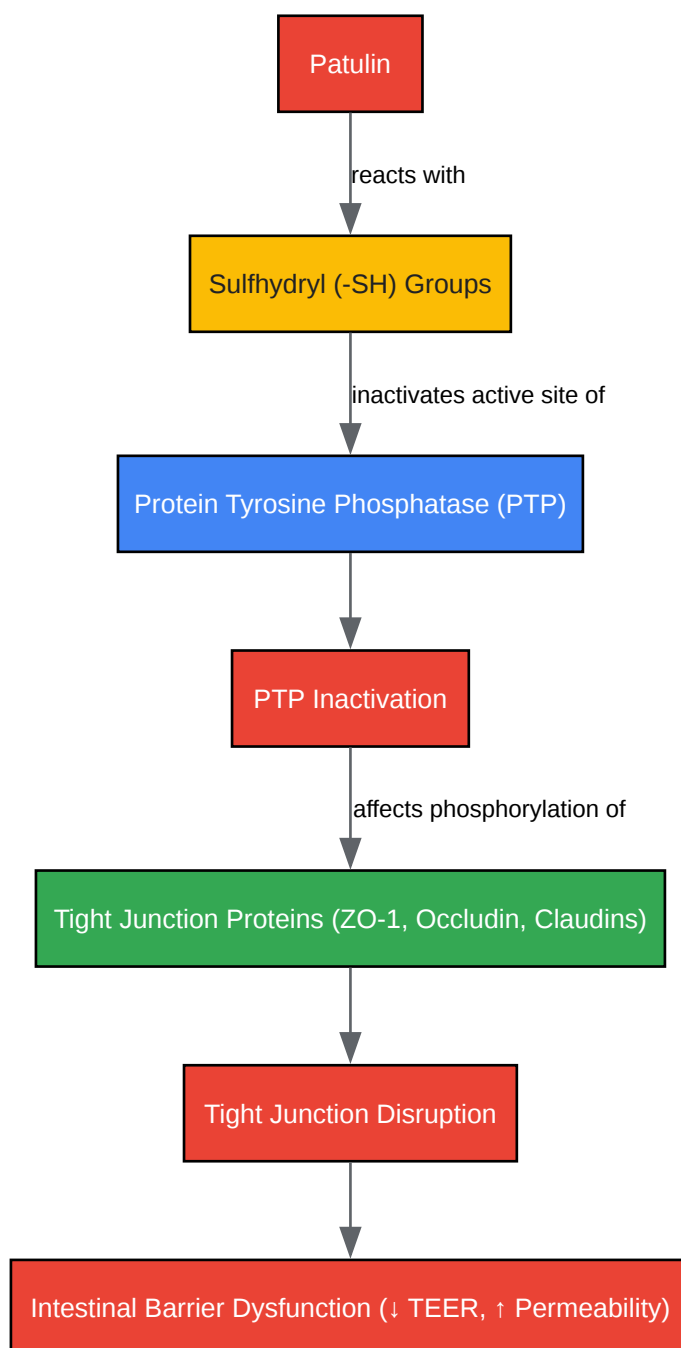 Patulin
reacts with
Sulfhydryl (-SH) Groups
inactivates active site of
Protein Tyrosine Phosphatase (PTP)
PTP Inactivation
affects phosphorylation of
Tight Junction Proteins (ZO-1, Occludin, Claudins)
Tight Junction Disruption
Intestinal Barrier Dysfunction (↓ TEER, ↑ Permeability)